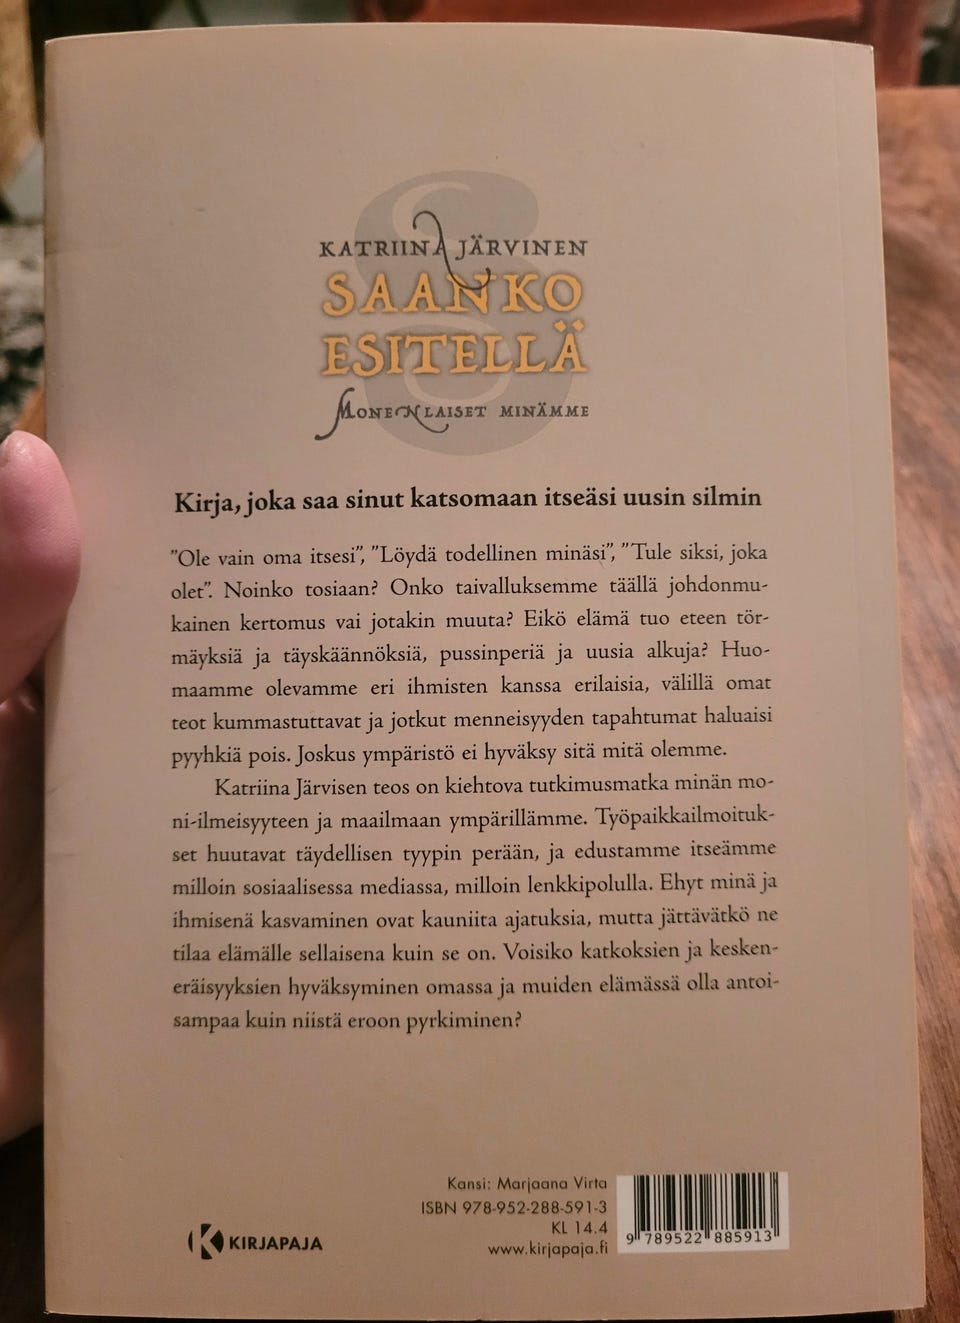 KATRIINA JÄRVINEN
SAANKO
ESITELLÄ
MONENLAISET MINÄMME
Kirja, joka saa sinut katsomaan itseäsi uusin silmin
”Ole vain oma itsesi”, ”Löydä todellinen minäsi”, ”Tule siksi, joka
olet”. Noinko tosiaan? Onko taivalluksemme täällä johdonmu-
kainen kertomus vai jotakin muuta? Eikö elämä tuo eteen tör-
mäyksiä ja täyskäännöksiä, pussinperiä ja uusia alkuja? Huo-
maamme olevamme eri ihmisten kanssa erilaisia, välillä omat
teot kummastuttavat ja jotkut menneisyyden tapahtumat haluaisi
pyyhkiä pois. Joskus ympäristö ei hyväksy sitä mitä olemme.
Katriina Järvisen teos on kiehtova tutkimusmatka minän mo-
ni-ilmeisyyteen ja maailmaan ympärillämme. Työpaikkailmoituk-
set huutavat täydellisen tyypin perään, ja edustamme itseämme
milloin sosiaalisessa mediassa, milloin lenkkipolulla. Ehyt minä ja
ihmisenä kasvaminen ovat kauniita ajatuksia, mutta jättävätkö ne
tilaa elämälle sellaisena kuin se on. Voisiko katkoksien ja kesken-
eräisyyksien hyväksyminen omassa ja muiden elämässä olla antoi-
sampaa kuin niistä eroon pyrkiminen?
Kansi: Marjaana Virta
ISBN 978-952-288-591-3
KL 14.4
www.kirjapaja.fi
KIRJAPAJA
9 789522 885913